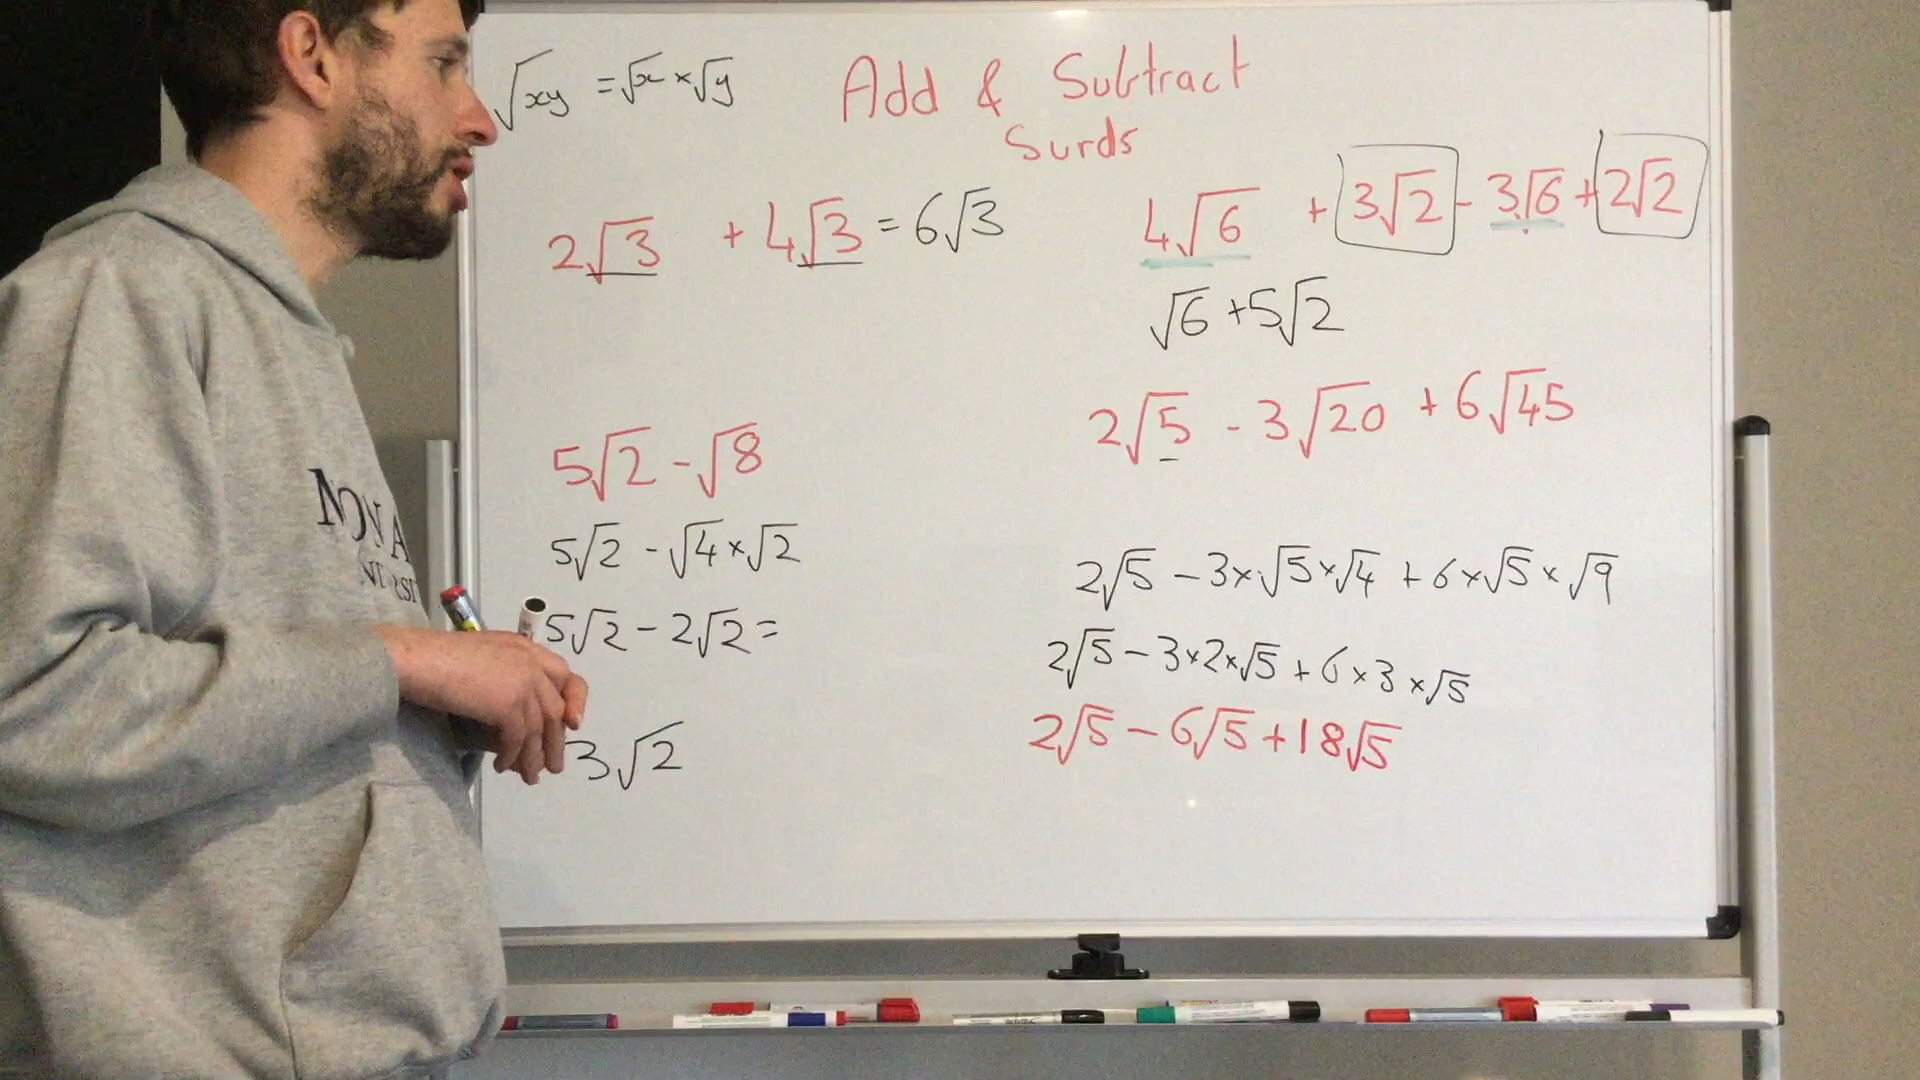 √xy = √x × √y
Add & Subtract
Surds
2√3 + 4√3 = 6√3
5√2 - √8
5√2 - √4 × √2
5√2 - 2√2 =
3√2
4√6 + 3√2 - 3√6 + 2√2
√6 + 5√2
2√5 - 3√20 + 6√45
2√5 - 3×√5×√4 + 6×√5×√9
2√5 - 3×2×√5 + 6×3×√5
2√5 - 6√5 + 18√5